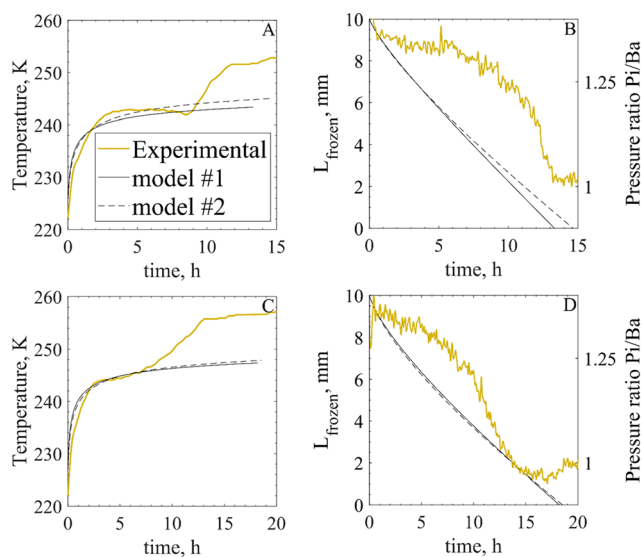 A
260
250
240
230
220
Temperature, K
Experimental
model #1
model #2
0
5
10
15
time, h
B
10
8
6
4
2
0
L_frozen, mm
1.25
1
Pressure ratio Pi/Ba
0
5
10
15
time, h
C
260
250
240
230
220
Temperature, K
0
5
10
15
20
time, h
D
10
8
6
4
2
0
L_frozen, mm
1.25
1
Pressure ratio Pi/Ba
0
5
10
15
20
time, h